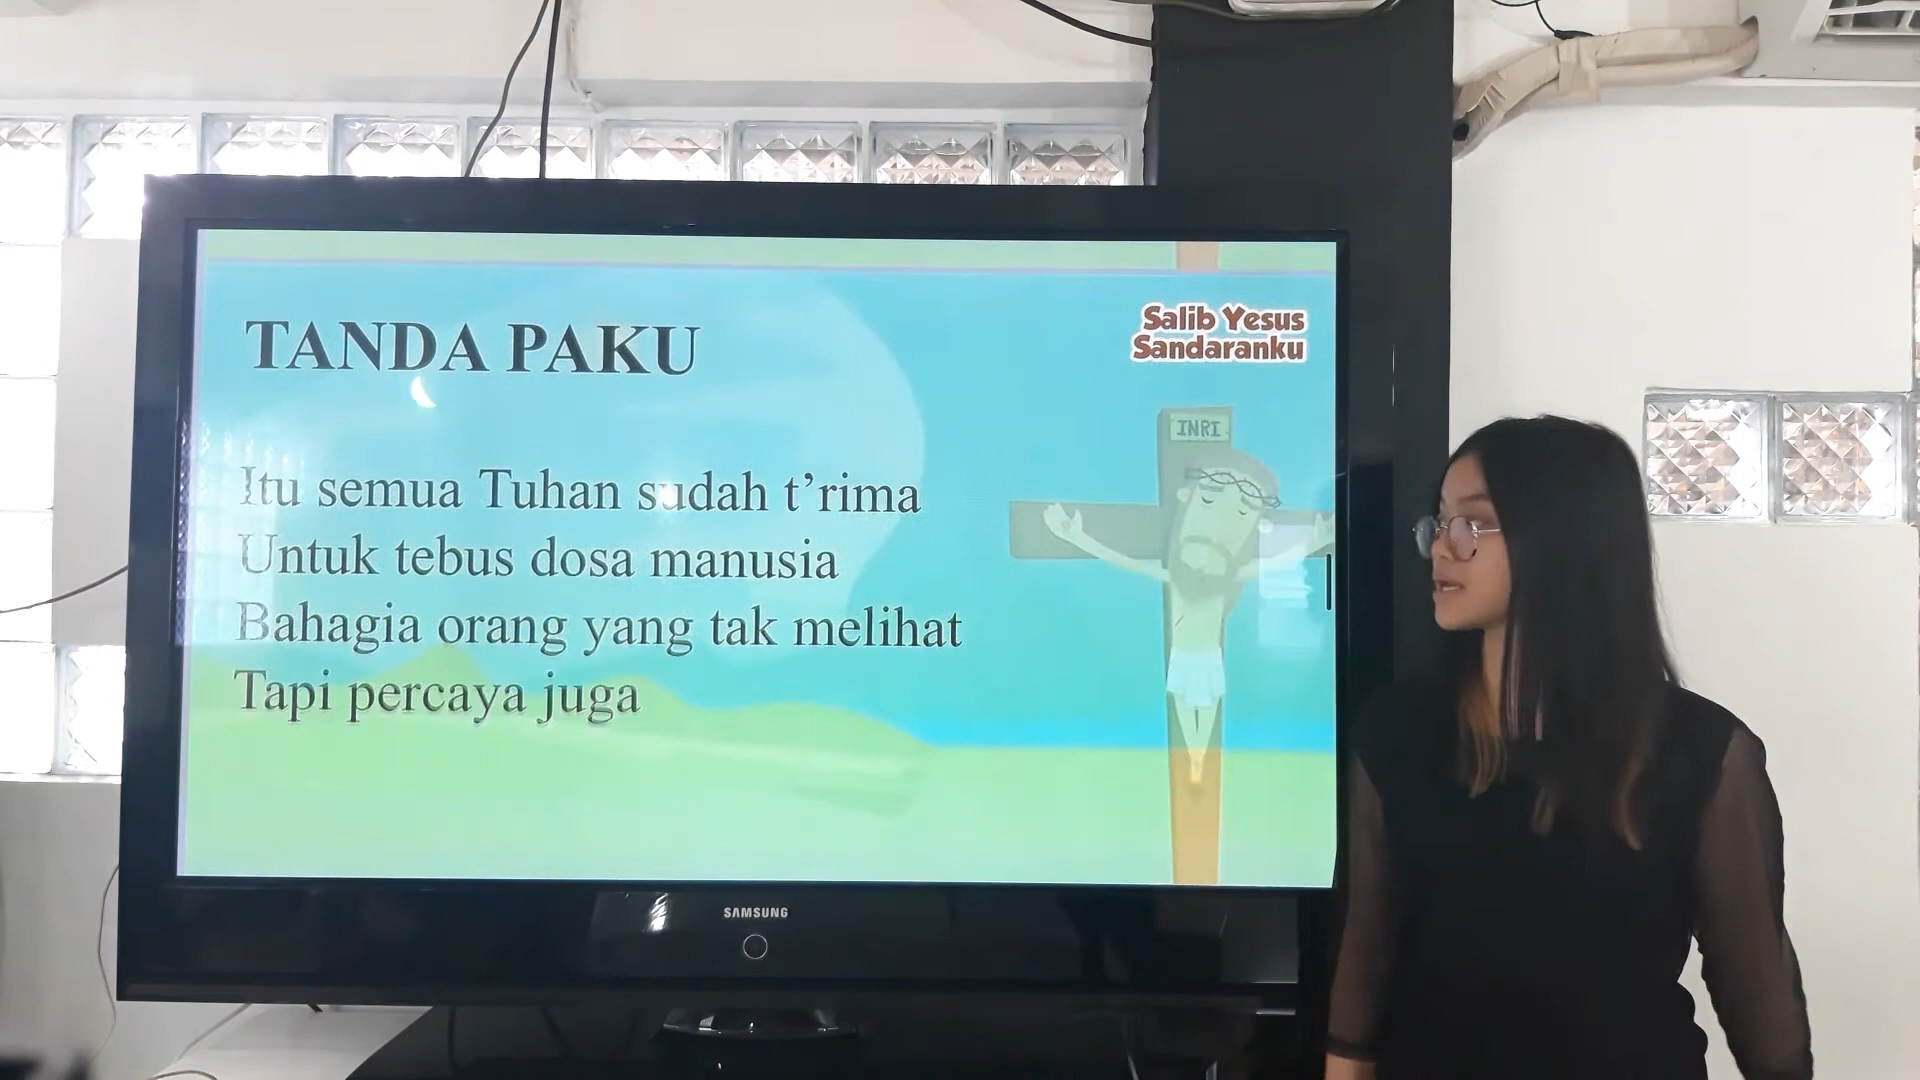 TANDA PAKU
Salib Yesus
Sandaranku
INRI
Itu semua Tuhan sudah t’rima
Untuk tebus dosa manusia
Bahagia orang yang tak melihat
Tapi percaya juga
SAMSUNG